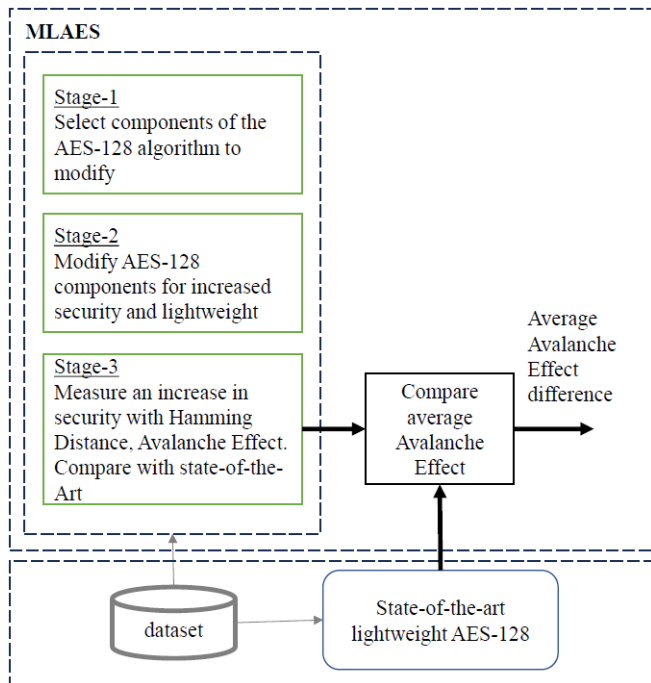 MLAES
Stage-1
Select components of the
AES-128 algorithm to
modify
Stage-2
Modify AES-128
components for increased
security and lightweight
Stage-3
Measure an increase in
security with Hamming
Distance, Avalanche Effect.
Compare with state-of-the-
Art
Compare
average
Avalanche
Effect
Average
Avalanche
Effect
difference
dataset
State-of-the-art
lightweight AES-128